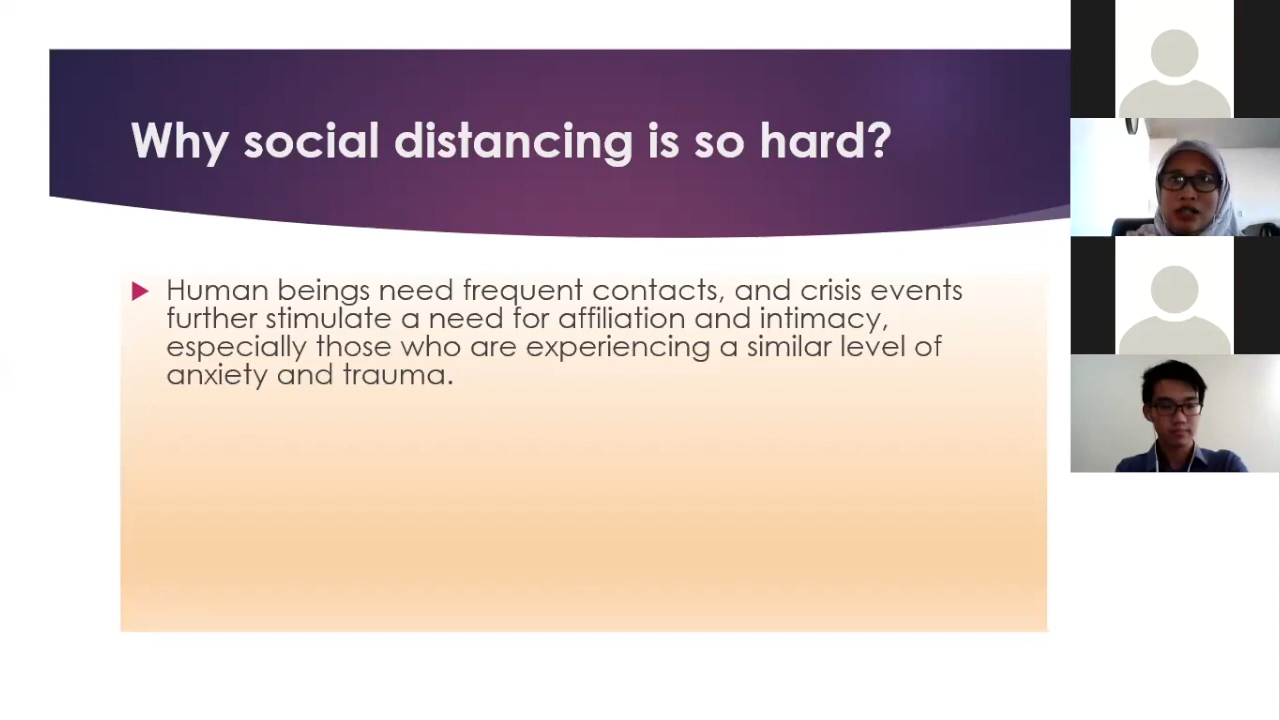 Why social distancing is so hard?
Human beings need frequent contacts, and crisis events
further stimulate a need for affiliation and intimacy,
especially those who are experiencing a similar level of
anxiety and trauma.